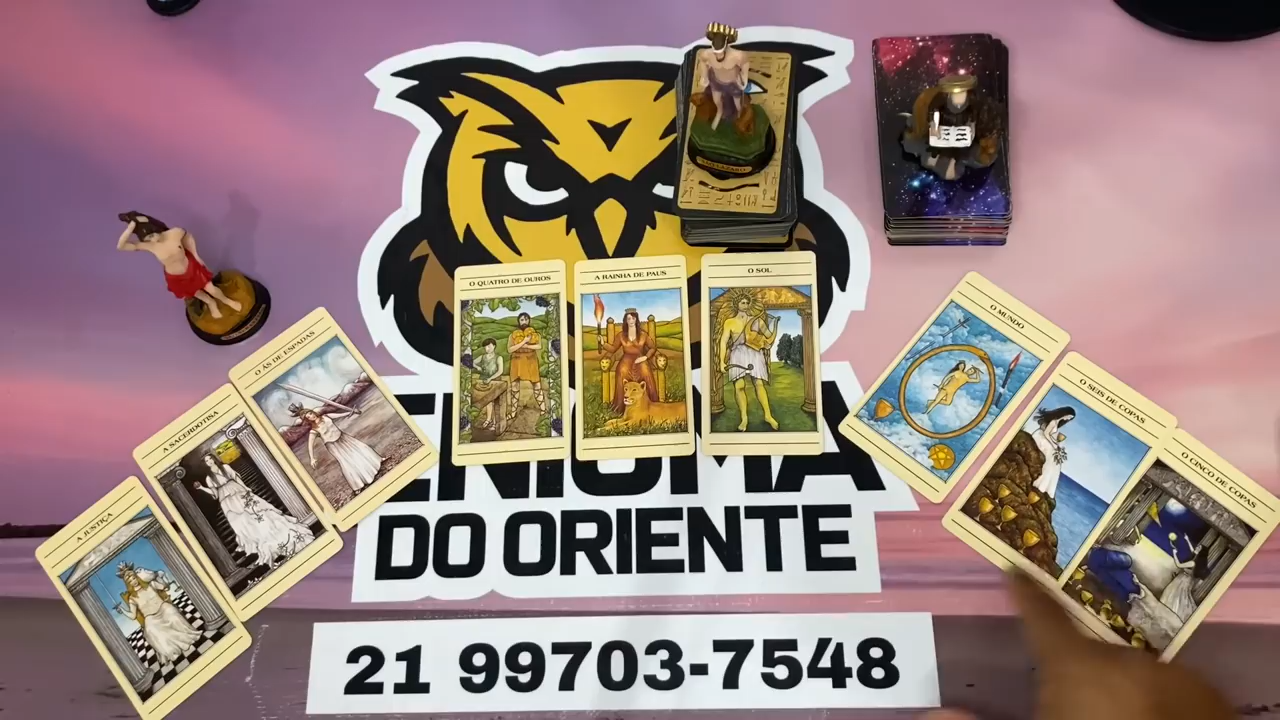 O QUATRO DE OUROS
A RAINHA DE PAUS
O SOL
O MUNDO
O SEIS DE COPAS
O CINCO DE COPAS
O ÁS DE ESPADAS
A SACERDOTISA
A JUSTIÇA
ENIGMA
DO ORIENTE
21 99703-7548